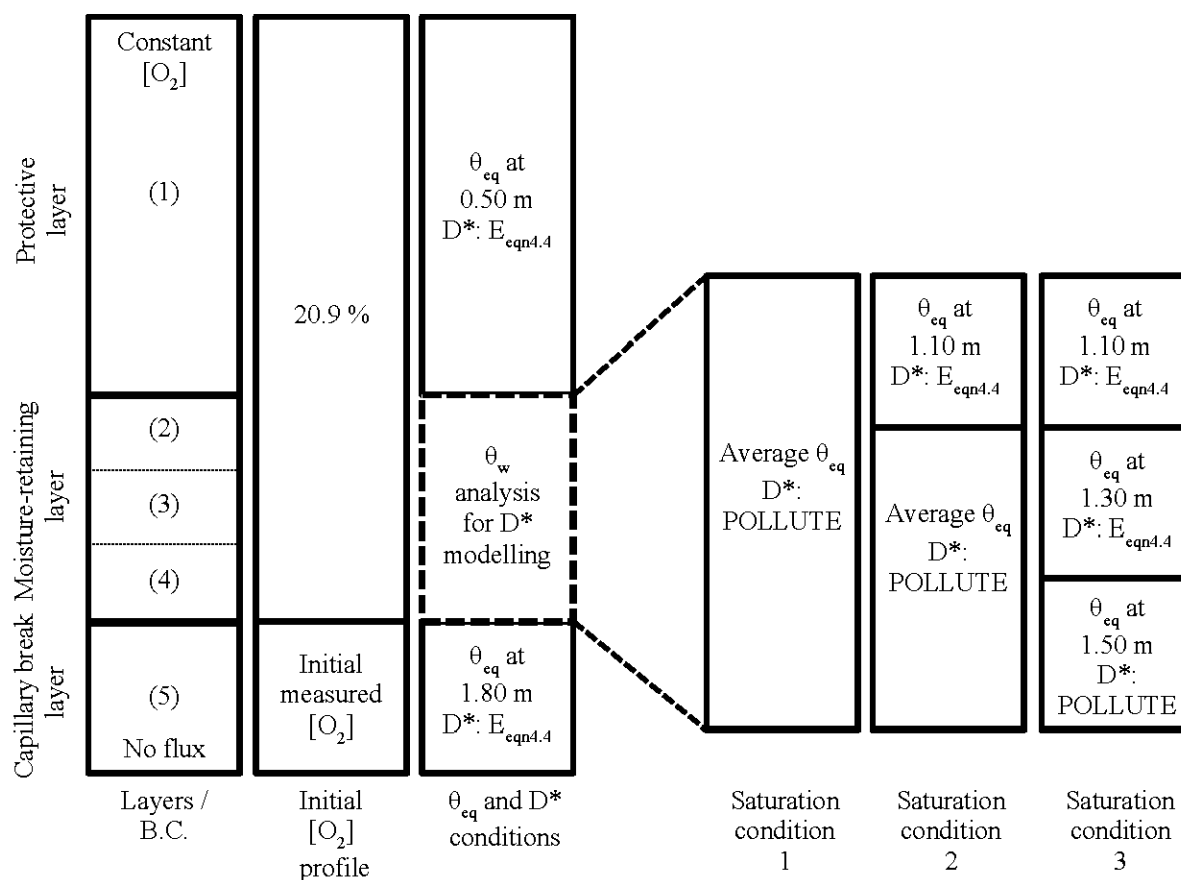 Protective
layer
Moisture-retaining
layer
Capillary break
layer
Constant
[O₂]
(1)
(2)
(3)
(4)
(5)
No flux
Layers /
B.C.
20.9 %
Initial
measured
[O₂]
Initial
[O₂]
profile
θeq at
0.50 m
D*: Eeqn4.4
θw
analysis
for D*
modelling
θeq at
1.80 m
D*: Eeqn4.4
θeq and D*
conditions
Average θeq
D*:
POLLUTE
Saturation
condition
1
θeq at
1.10 m
D*: Eeqn4.4
Average θeq
D*:
POLLUTE
Saturation
condition
2
θeq at
1.10 m
D*: Eeqn4.4
θeq at
1.30 m
D*: Eeqn4.4
θeq at
1.50 m
D*:
POLLUTE
Saturation
condition
3